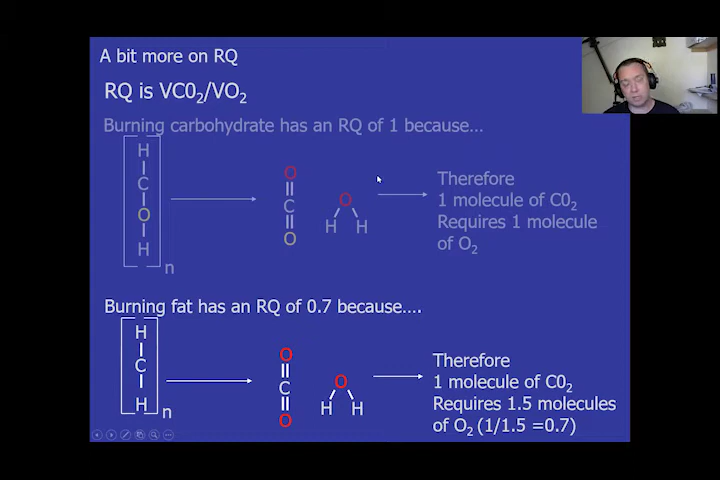 A bit more on RQ
RQ is VC0₂/VO₂
Burning carbohydrate has an RQ of 1 because...
H
C
O
H
n
O
C
O
O
H H
Therefore
1 molecule of C0₂
Requires 1 molecule
of O₂
Burning fat has an RQ of 0.7 because....
H
C
H
n
O
C
O
O
H H
Therefore
1 molecule of C0₂
Requires 1.5 molecules
of O₂ (1/1.5 =0.7)